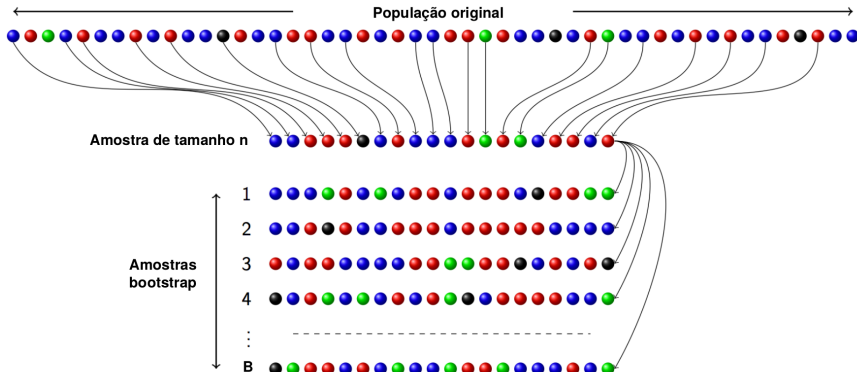 População original
Amostra de tamanho n
1
2
3
4
Amostras
bootstrap
⋮
B